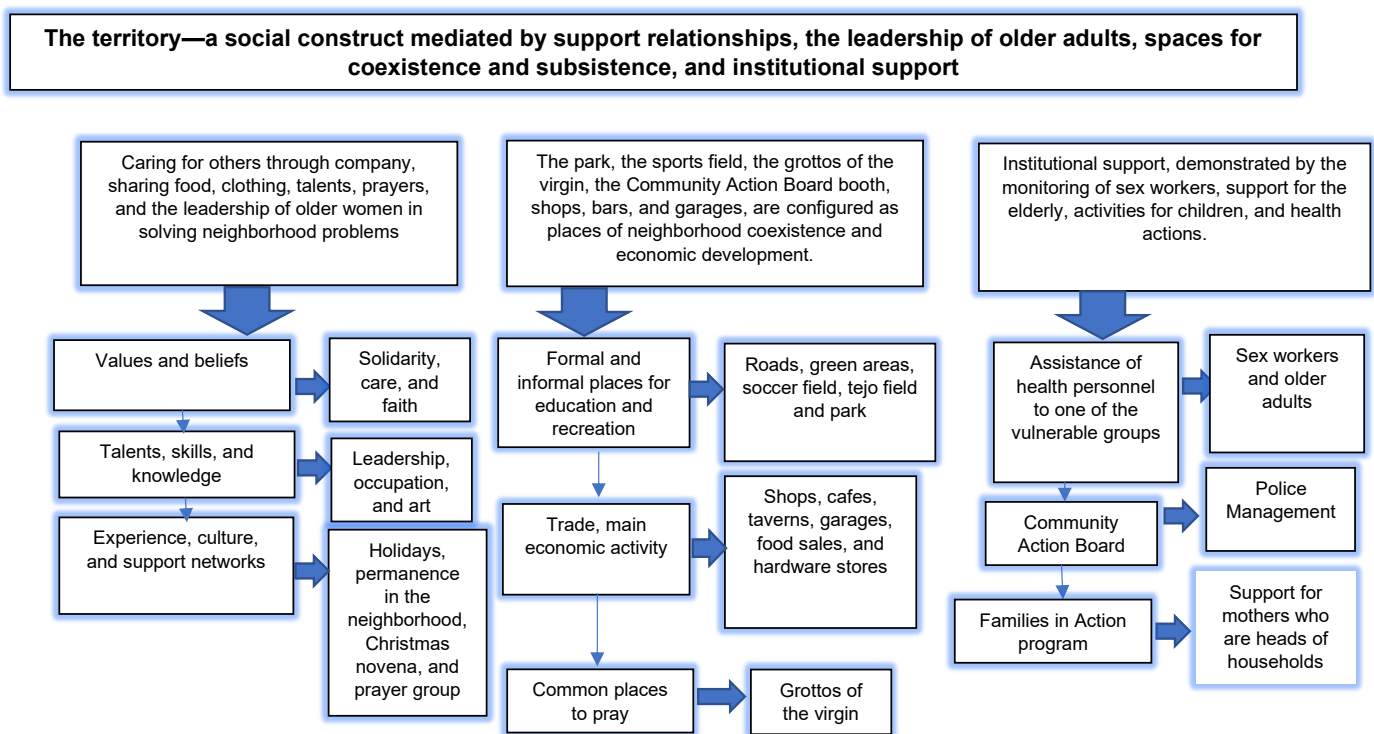 The territory—a social construct mediated by support relationships, the leadership of older adults, spaces for
coexistence and subsistence, and institutional support
Caring for others through company,
sharing food, clothing, talents, prayers,
and the leadership of older women in
solving neighborhood problems
Values and beliefs
Solidarity,
care, and
faith
Talents, skills, and
knowledge
Leadership,
occupation,
and art
Experience, culture,
and support networks
Holidays,
permanence
in the
neighborhood,
Christmas
novena, and
prayer group
The park, the sports field, the grottos of the
virgin, the Community Action Board booth,
shops, bars, and garages, are configured as
places of neighborhood coexistence and
economic development.
Formal and
informal places for
education and
recreation
Roads, green areas,
soccer field, tejo field
and park
Trade, main
economic activity
Shops, cafes,
taverns, garages,
food sales, and
hardware stores
Common places
to pray
Grottos of
the virgin
Institutional support, demonstrated by the
monitoring of sex workers, support for the
elderly, activities for children, and health
actions.
Assistance of
health personnel
to one of the
vulnerable groups
Sex workers
and older
adults
Community
Action Board
Police
Management
Families in Action
program
Support for
mothers who
are heads of
households